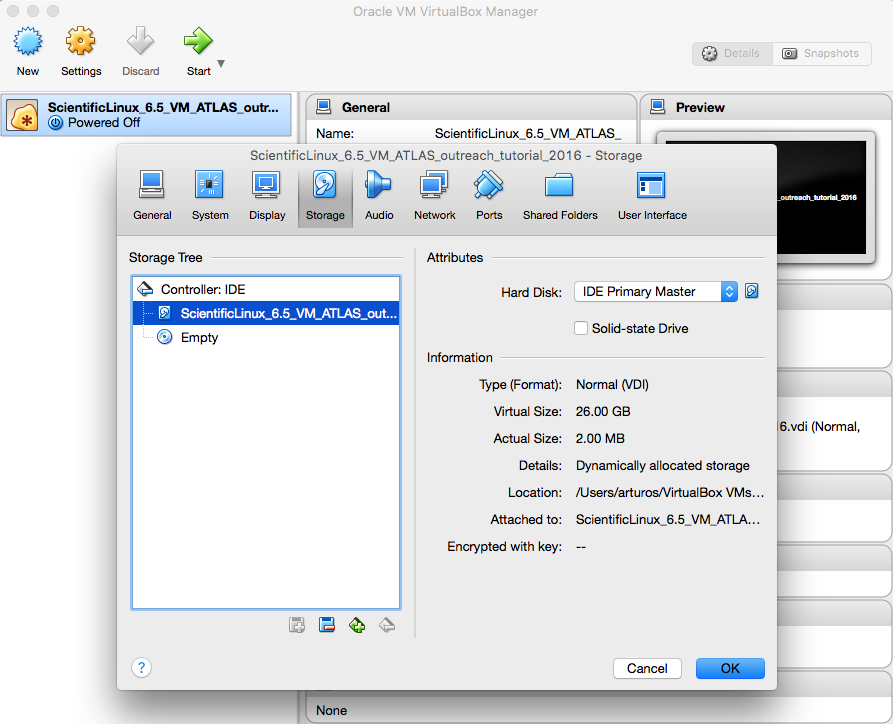 Oracle VM VirtualBox Manager
New
Settings
Discard
Start
Details
Snapshots
ScientificLinux_6.5_VM_ATLAS_outr...
Powered Off
General
Name:
ScientificLinux_6.5_VM_ATLAS_
Preview
_outreach_tutorial_2016
ScientificLinux_6.5_VM_ATLAS_outreach_tutorial_2016 - Storage
General
System
Display
Storage
Audio
Network
Ports
Shared Folders
User Interface
Storage Tree
Controller: IDE
ScientificLinux_6.5_VM_ATLAS_out...
Empty
Attributes
Hard Disk:
IDE Primary Master
Solid-state Drive
Information
Type (Format): Normal (VDI)
Virtual Size: 26.00 GB
Actual Size: 2.00 MB
Details: Dynamically allocated storage
Location: /Users/arturos/VirtualBox VMs...
Attached to: ScientificLinux_6.5_VM_ATLA...
Encrypted with key: --
6.vdi (Normal,
?
Cancel
OK
None